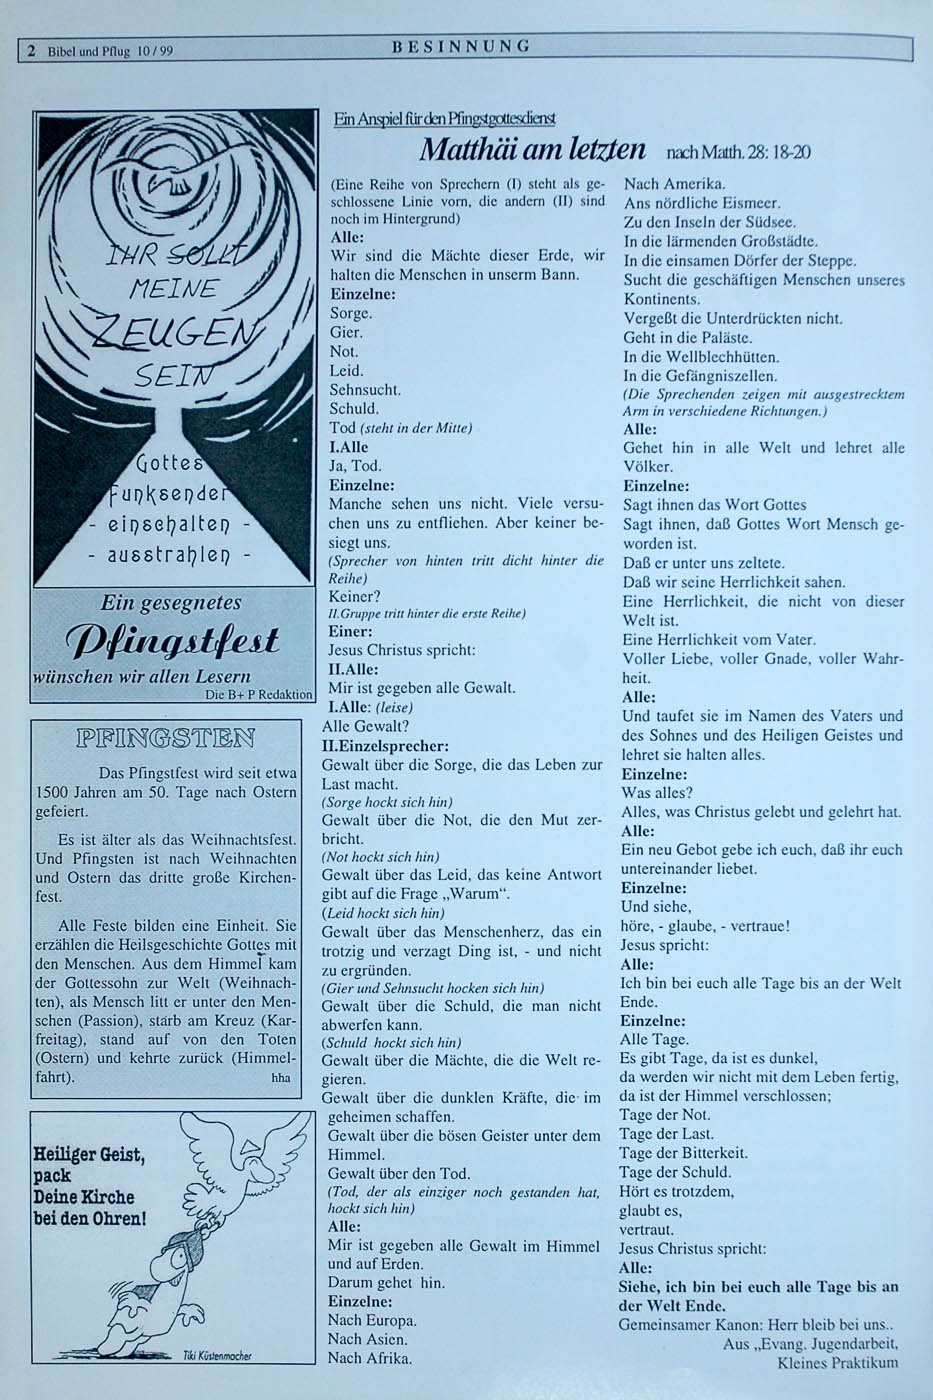 2 Bibel und Pflug 10/99
BESINNUNG
IHR SOLLT
MEINE
ZEUGEN
SEIN
Gottes
Funksender
- einschalten -
- ausstrahlen -
Ein gesegnetes
Pfingstfest
wünschen wir allen Lesern
Die B+ P Redaktion
PFINGSTEN
Das Pfingstfest wird seit etwa
1500 Jahren am 50. Tage nach Ostern
gefeiert.
Es ist älter als das Weihnachtsfest.
Und Pfingsten ist nach Weihnachten
und Ostern das dritte große Kirchen-
fest.
Alle Feste bilden eine Einheit. Sie
erzählen die Heilsgeschichte Gottes mit
den Menschen. Aus dem Himmel kam
der Gottessohn zur Welt (Weihnach-
ten), als Mensch litt er unter den Men-
schen (Passion), starb am Kreuz (Kar-
freitag), stand auf von den Toten
(Ostern) und kehrte zurück (Himmel-
fahrt). hha
Heiliger Geist,
pack
Deine Kirche
bei den Ohren!
Tiki Küstenmacher
Ein Anspiel für den Pfingstgottesdienst
Matthäi am letzten nach Matth. 28: 18-20
(Eine Reihe von Sprechern (I) steht als ge-
schlossene Linie vorn, die andern (II) sind
noch im Hintergrund)
Alle:
Wir sind die Mächte dieser Erde, wir
halten die Menschen in unserm Bann.
Einzelne:
Sorge.
Gier.
Not.
Leid.
Sehnsucht.
Schuld.
Tod (steht in der Mitte)
I.Alle
Ja, Tod.
Einzelne:
Manche sehen uns nicht. Viele versu-
chen uns zu entfliehen. Aber keiner be-
siegt uns.
(Sprecher von hinten tritt dicht hinter die
Reihe)
Keiner?
II.Gruppe tritt hinter die erste Reihe)
Einer:
Jesus Christus spricht:
II.Alle:
Mir ist gegeben alle Gewalt.
I.Alle: (leise)
Alle Gewalt?
II.Einzelsprecher:
Gewalt über die Sorge, die das Leben zur
Last macht.
(Sorge hockt sich hin)
Gewalt über die Not, die den Mut zer-
bricht.
(Not hockt sich hin)
Gewalt über das Leid, das keine Antwort
gibt auf die Frage „Warum“.
(Leid hockt sich hin)
Gewalt über das Menschenherz, das ein
trotzig und verzagt Ding ist, - und nicht
zu ergründen.
(Gier und Sehnsucht hocken sich hin)
Gewalt über die Schuld, die man nicht
abwerfen kann.
(Schuld hockt sich hin)
Gewalt über die Mächte, die die Welt re-
gieren.
Gewalt über die dunklen Kräfte, die im
geheimen schaffen.
Gewalt über die bösen Geister unter dem
Himmel.
Gewalt über den Tod.
(Tod, der als einziger noch gestanden hat,
hockt sich hin)
Alle:
Mir ist gegeben alle Gewalt im Himmel
und auf Erden.
Darum gehet hin.
Einzelne:
Nach Europa.
Nach Asien.
Nach Afrika.
Nach Amerika.
Ans nördliche Eismeer.
Zu den Inseln der Südsee.
In die lärmenden Großstädte.
In die einsamen Dörfer der Steppe.
Sucht die geschäftigen Menschen unseres
Kontinents.
Vergeßt die Unterdrückten nicht.
Geht in die Paläste.
In die Wellblechhütten.
In die Gefängniszellen.
(Die Sprechenden zeigen mit ausgestrecktem
Arm in verschiedene Richtungen.)
Alle:
Gehet hin in alle Welt und lehret alle
Völker.
Einzelne:
Sagt ihnen das Wort Gottes
Sagt ihnen, daß Gottes Wort Mensch ge-
worden ist.
Daß er unter uns zeltete.
Daß wir seine Herrlichkeit sahen.
Eine Herrlichkeit, die nicht von dieser
Welt ist.
Eine Herrlichkeit vom Vater.
Voller Liebe, voller Gnade, voller Wahr-
heit.
Alle:
Und taufet sie im Namen des Vaters und
des Sohnes und des Heiligen Geistes und
lehret sie halten alles.
Einzelne:
Was alles?
Alles, was Christus gelebt und gelehrt hat.
Alle:
Ein neu Gebot gebe ich euch, daß ihr euch
untereinander liebet.
Einzelne:
Und siehe,
höre, - glaube, - vertraue!
Jesus spricht:
Alle:
Ich bin bei euch alle Tage bis an der Welt
Ende.
Einzelne:
Alle Tage.
Es gibt Tage, da ist es dunkel,
da werden wir nicht mit dem Leben fertig,
da ist der Himmel verschlossen;
Tage der Not.
Tage der Last.
Tage der Bitterkeit.
Tage der Schuld.
Hört es trotzdem,
glaubt es,
vertraut.
Jesus Christus spricht:
Alle:
Siehe, ich bin bei euch alle Tage bis an
der Welt Ende.
Gemeinsamer Kanon: Herr bleib bei uns..
Aus „Evang. Jugendarbeit,
Kleines Praktikum